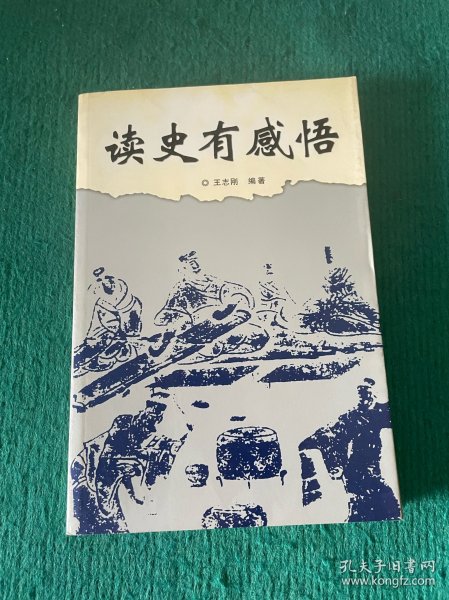 读史有感悟
◎ 王志刚 编著
孔夫子旧书网
www.kongfz.com